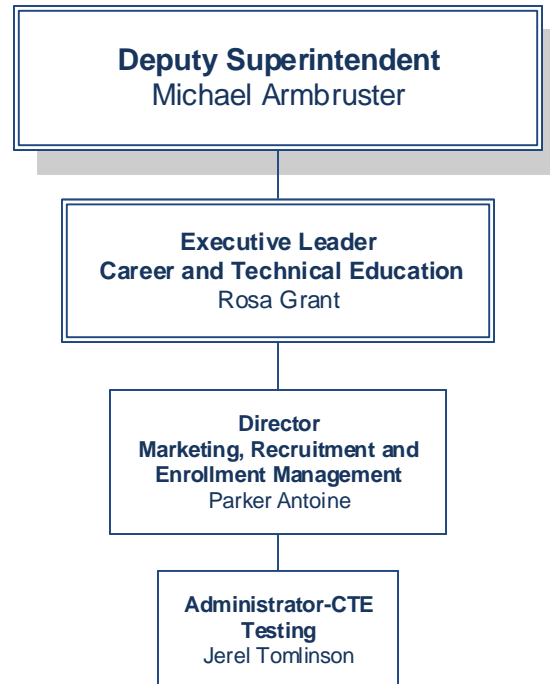 Deputy Superintendent
Michael Armbruster
Executive Leader
Career and Technical Education
Rosa Grant
Director
Marketing, Recruitment and
Enrollment Management
Parker Antoine
Administrator-CTE
Testing
Jerel Tomlinson